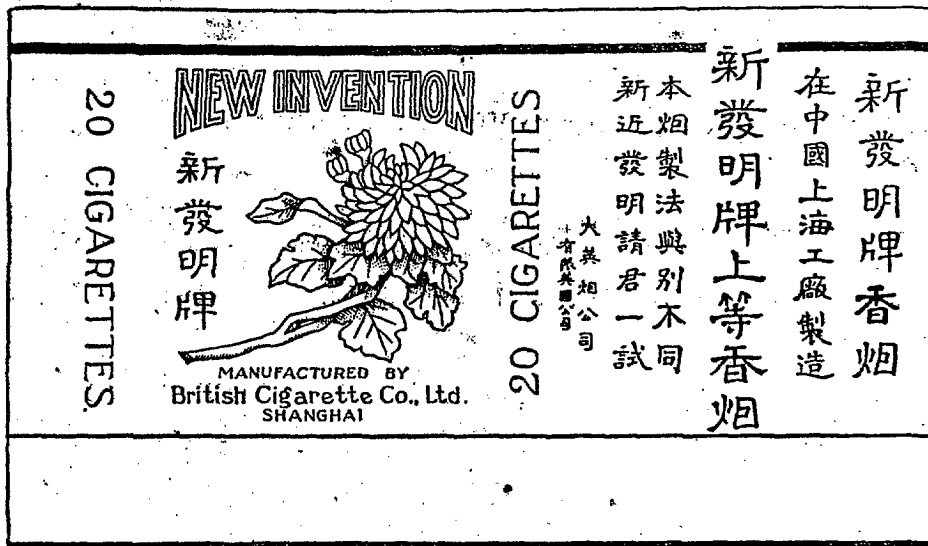 20 CIGARETTES.
NEW INVENTION
新發明牌
MANUFACTURED BY
British Cigarette Co., Ltd.
SHANGHAI
20 CIGARETTES
新發明牌香烟
在中國上海工廠製造
新發明牌上等香烟
本烟製法與別不同
新近發明請君一試
大英烟公司
有限英國公司